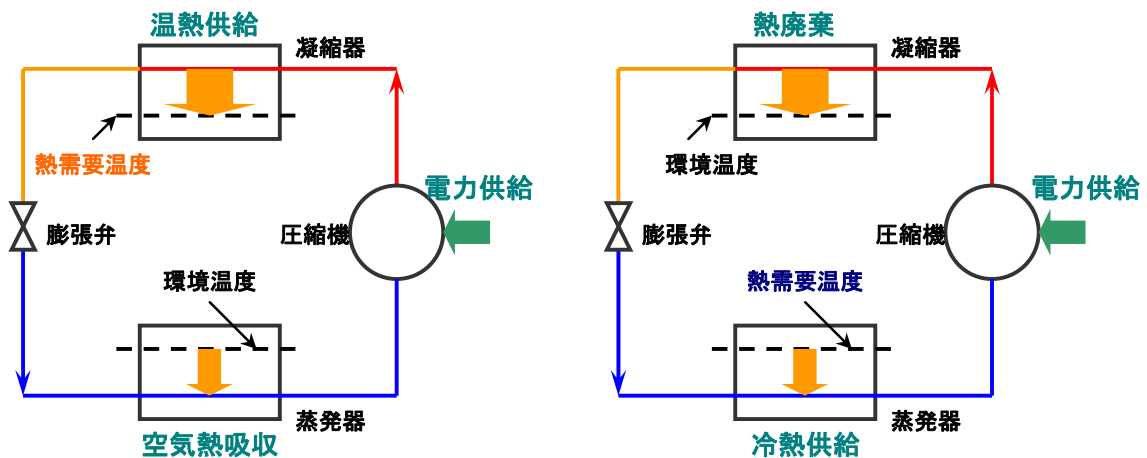 温熱供給
凝縮器
熱需要温度
電力供給
膨張弁
圧縮機
環境温度
蒸発器
空気熱吸収
熱廃棄
凝縮器
環境温度
電力供給
膨張弁
圧縮機
熱需要温度
蒸発器
冷熱供給